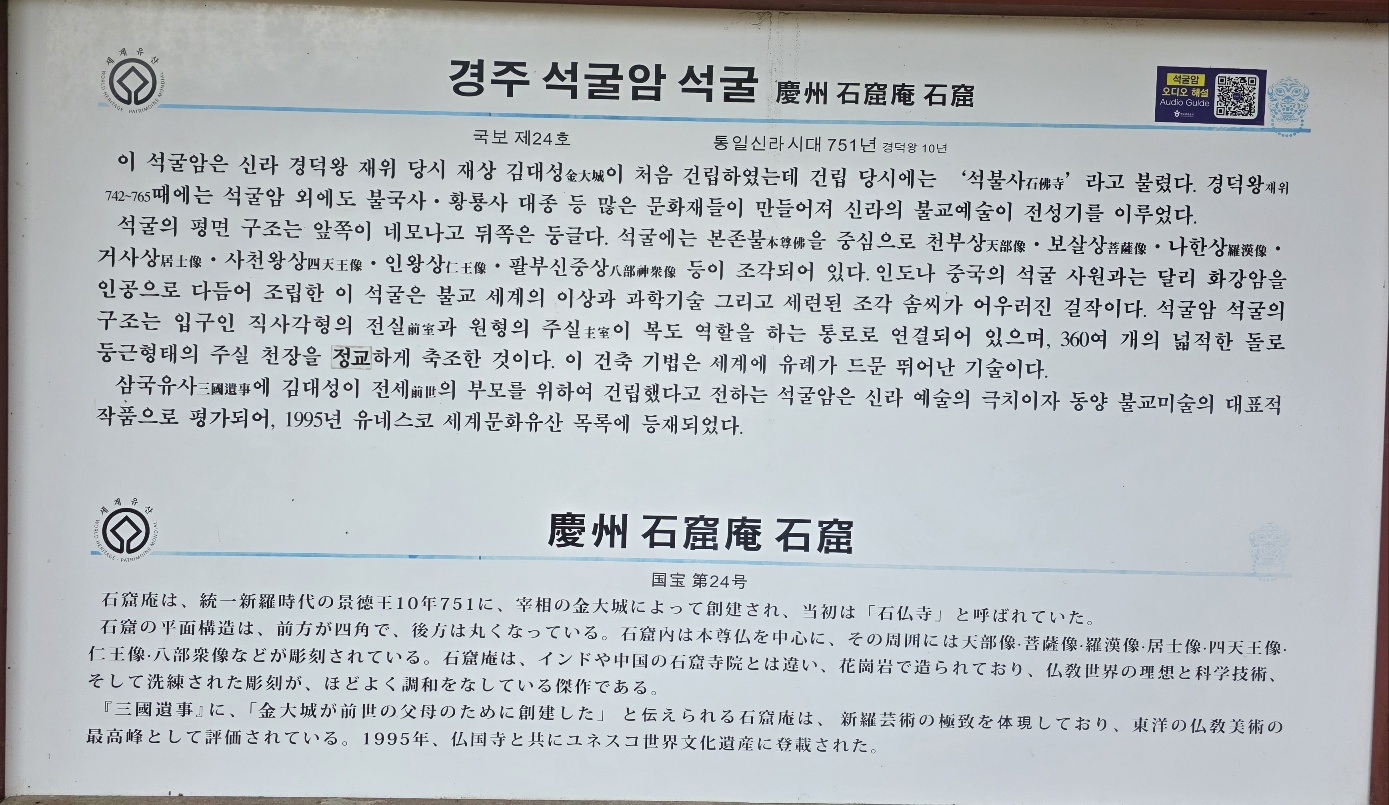 세계유산
WORLD HERITAGE · PATRIMOINE MONDIAL
경주 석굴암 석굴 慶州 石窟庵 石窟
석굴암
오디오 해설
Audio Guide
국보 제24호 통일신라시대 751년 경덕왕 10년
이 석굴암은 신라 경덕왕 재위 당시 재상 김대성金大城이 처음 건립하였는데 건립 당시에는 ‘석불사石佛寺’라고 불렀다. 경덕왕재위
742~765때에는 석굴암 외에도 불국사·황룡사 대종 등 많은 문화재들이 만들어져 신라의 불교예술이 전성기를 이루었다.
석굴의 평면 구조는 앞쪽이 네모나고 뒤쪽은 둥글다. 석굴에는 본존불本尊佛을 중심으로 천부상天部像·보살상菩薩像·나한상羅漢像·
거사상居士像·사천왕상四天王像·인왕상仁王像·팔부신중상八部神衆像 등이 조각되어 있다. 인도나 중국의 석굴 사원과는 달리 화강암을
인공으로 다듬어 조립한 이 석굴은 불교 세계의 이상과 과학기술 그리고 세련된 조각 솜씨가 어우러진 걸작이다. 석굴암 석굴의
구조는 입구인 직사각형의 전실前室과 원형의 주실主室이 복도 역할을 하는 통로로 연결되어 있으며, 360여 개의 넓적한 돌로
둥근형태의 주실 천장을 정교하게 축조한 것이다. 이 건축 기법은 세계에 유례가 드문 뛰어난 기술이다.
삼국유사三國遺事에 김대성이 전세前世의 부모를 위하여 건립했다고 전하는 석굴암은 신라 예술의 극치이자 동양 불교미술의 대표적
작품으로 평가되어, 1995년 유네스코 세계문화유산 목록에 등재되었다.
세계유산
WORLD HERITAGE · PATRIMOINE MONDIAL
慶州 石窟庵 石窟
国宝 第24号
石窟庵は、統一新羅時代の景徳王10年751に、宰相の金大城によって創建され、当初は「石仏寺」と呼ばれていた。
石窟の平面構造は、前方が四角で、後方は丸くなっている。石窟内は本尊仏を中心に、その周囲には天部像·菩薩像·羅漢像·居士像·四天王像·
仁王像·八部衆像などが彫刻されている。石窟庵は、インドや中国の石窟寺院とは違い、花崗岩で造られており、仏教世界の理想と科学技術、
そして洗練された彫刻が、ほどよく調和をなしている傑作である。
『三國遺事』に、「金大城が前世の父母のために創建した」 と伝えられる石窟庵は、新羅芸術の極致を体現しており、東洋の仏教美術の
最高峰として評価されている。1995年、仏国寺と共にユネスコ世界文化遺産に登載された。